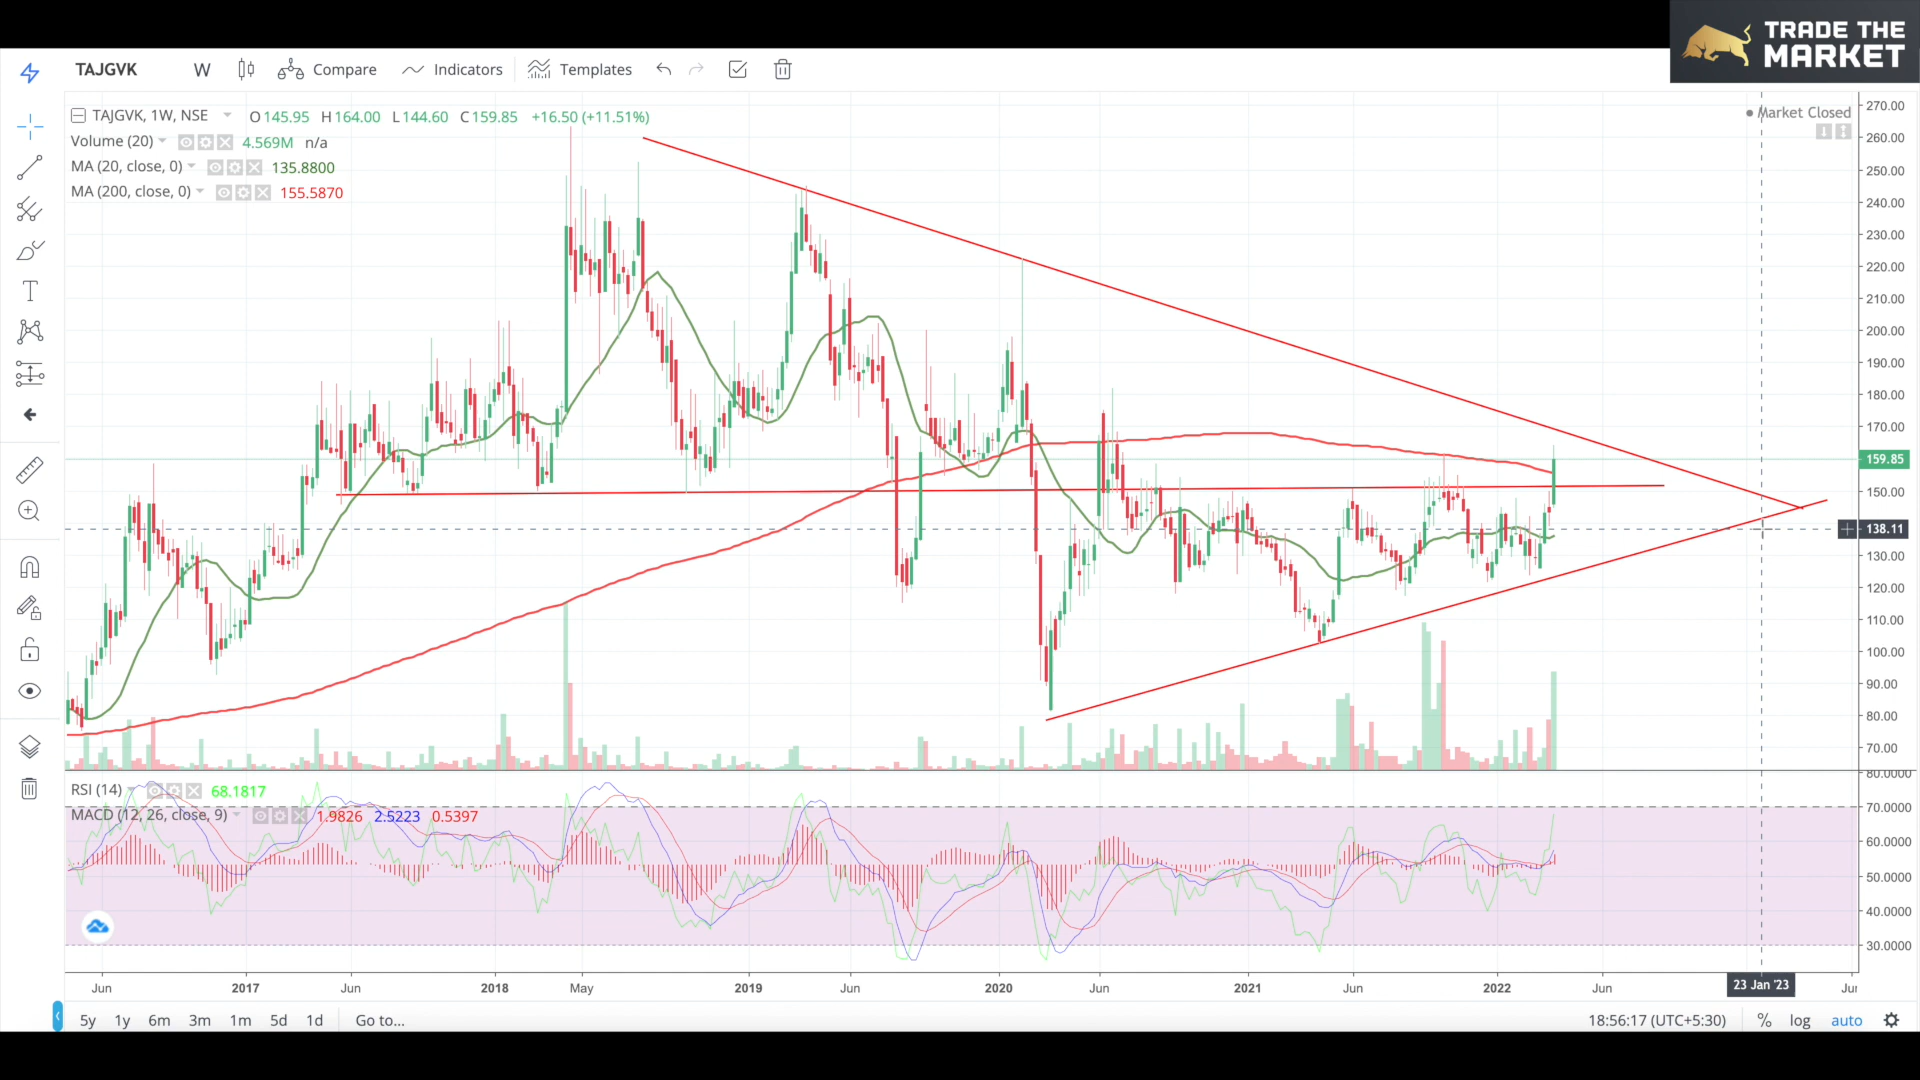 TRADE THE
MARKET
TAJGVK W Compare Indicators Templates
TAJGVK, 1W, NSE O145.95 H164.00 L144.60 C159.85 +16.50 (+11.51%)
Market Closed
Volume (20) 4.569M n/a
MA (20, close, 0) 135.8800
MA (200, close, 0) 155.5870
270.00
260.00
250.00
240.00
230.00
220.00
210.00
200.00
190.00
180.00
170.00
159.85
150.00
138.11
130.00
120.00
110.00
100.00
90.00
80.00
70.00
RSI (14) 68.1817
MACD (12, 26, close, 9) 1.9826 2.5223 0.5397
80.0000
70.0000
60.0000
50.0000
40.0000
30.0000
Jun 2017 Jun 2018 May 2019 Jun 2020 Jun 2021 Jun 2022 Jun 23 Jan '23
5y 1y 6m 3m 1m 5d 1d Go to... 18:56:17 (UTC+5:30) % log auto